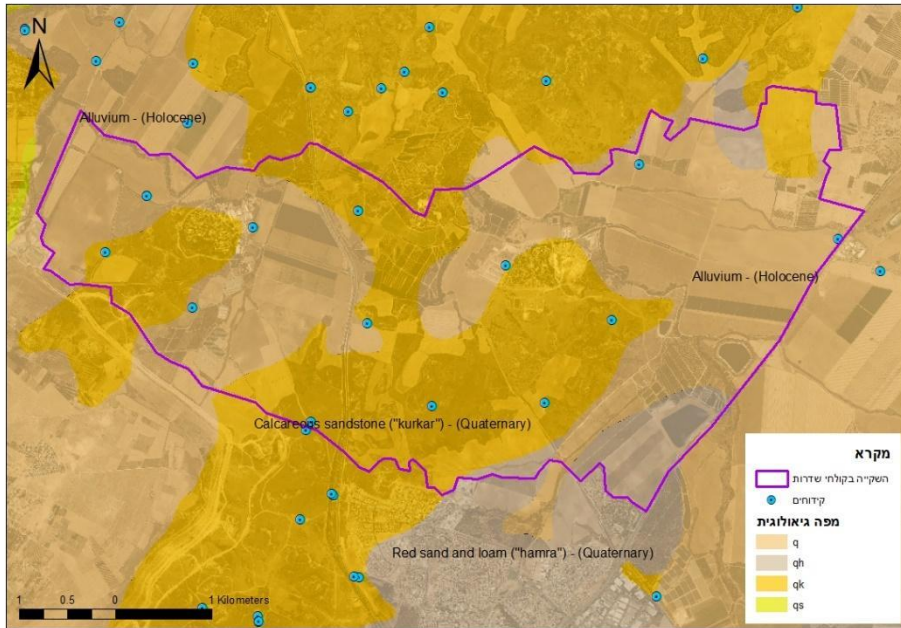 N
Alluvium - (Holocene)
Alluvium - (Holocene)
Calcareous sandstone ("kurkar") - (Quaternary)
Red sand and loam ("hamra") - (Quaternary)
מקרא
השקייה בקולחי שדרות
קידוחים
מפה גיאולוגית
q
qh
qk
qs
1 0.5 0 1 Kilometers